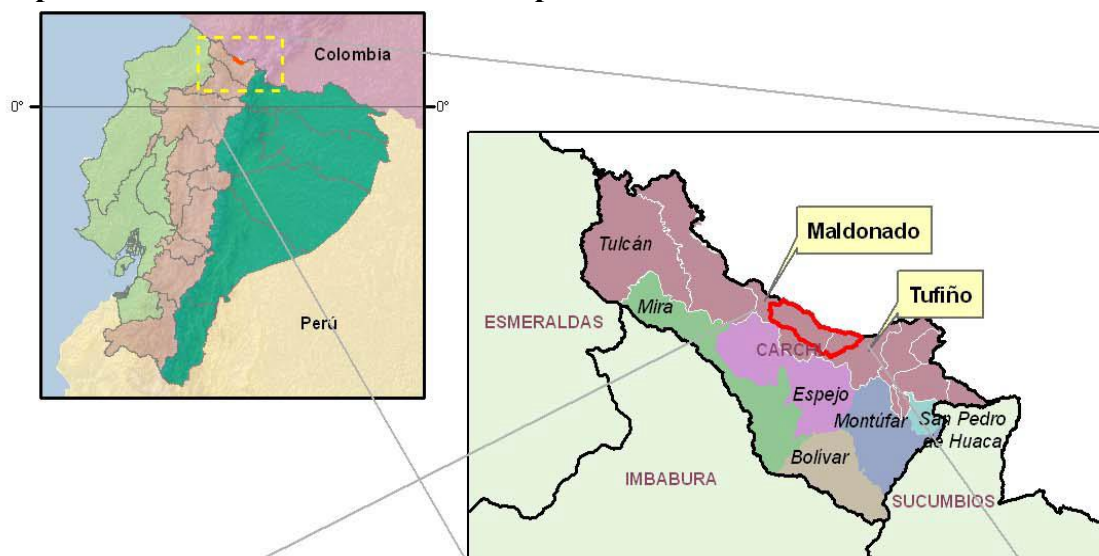 Colombia
0°
0°
Perú
Maldonado
Tulcán
Tufiño
Mira
ESMERALDAS
CARCHI
Espejo
Montúfar
San Pedro
de Huaca
Bolívar
IMBABURA
SUCUMBIOS